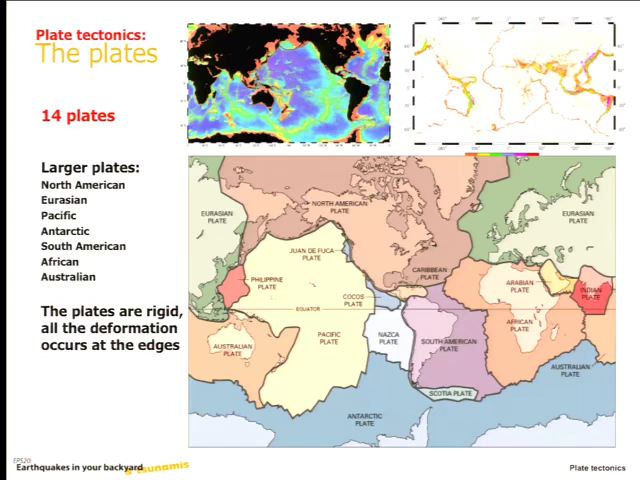 Plate tectonics:
The plates
14 plates
Larger plates:
North American
Eurasian
Pacific
Antarctic
South American
African
Australian
The plates are rigid,
all the deformation
occurs at the edges
EURASIAN
PLATE
NORTH AMERICAN
PLATE
EURASIAN
PLATE
JUAN DE FUCA
PLATE
CARIBBEAN
PLATE
PHILIPPINE
PLATE
ARABIAN
PLATE
INDIAN
PLATE
COCOS
PLATE
EQUATOR
AUSTRALIAN
PLATE
PACIFIC
PLATE
NAZCA
PLATE
SOUTH AMERICAN
PLATE
AFRICAN
PLATE
AUSTRALIAN
PLATE
SCOTIA PLATE
ANTARCTIC
PLATE
EPS20:
Earthquakes in your backyard
& tsunamis
Plate tectonics